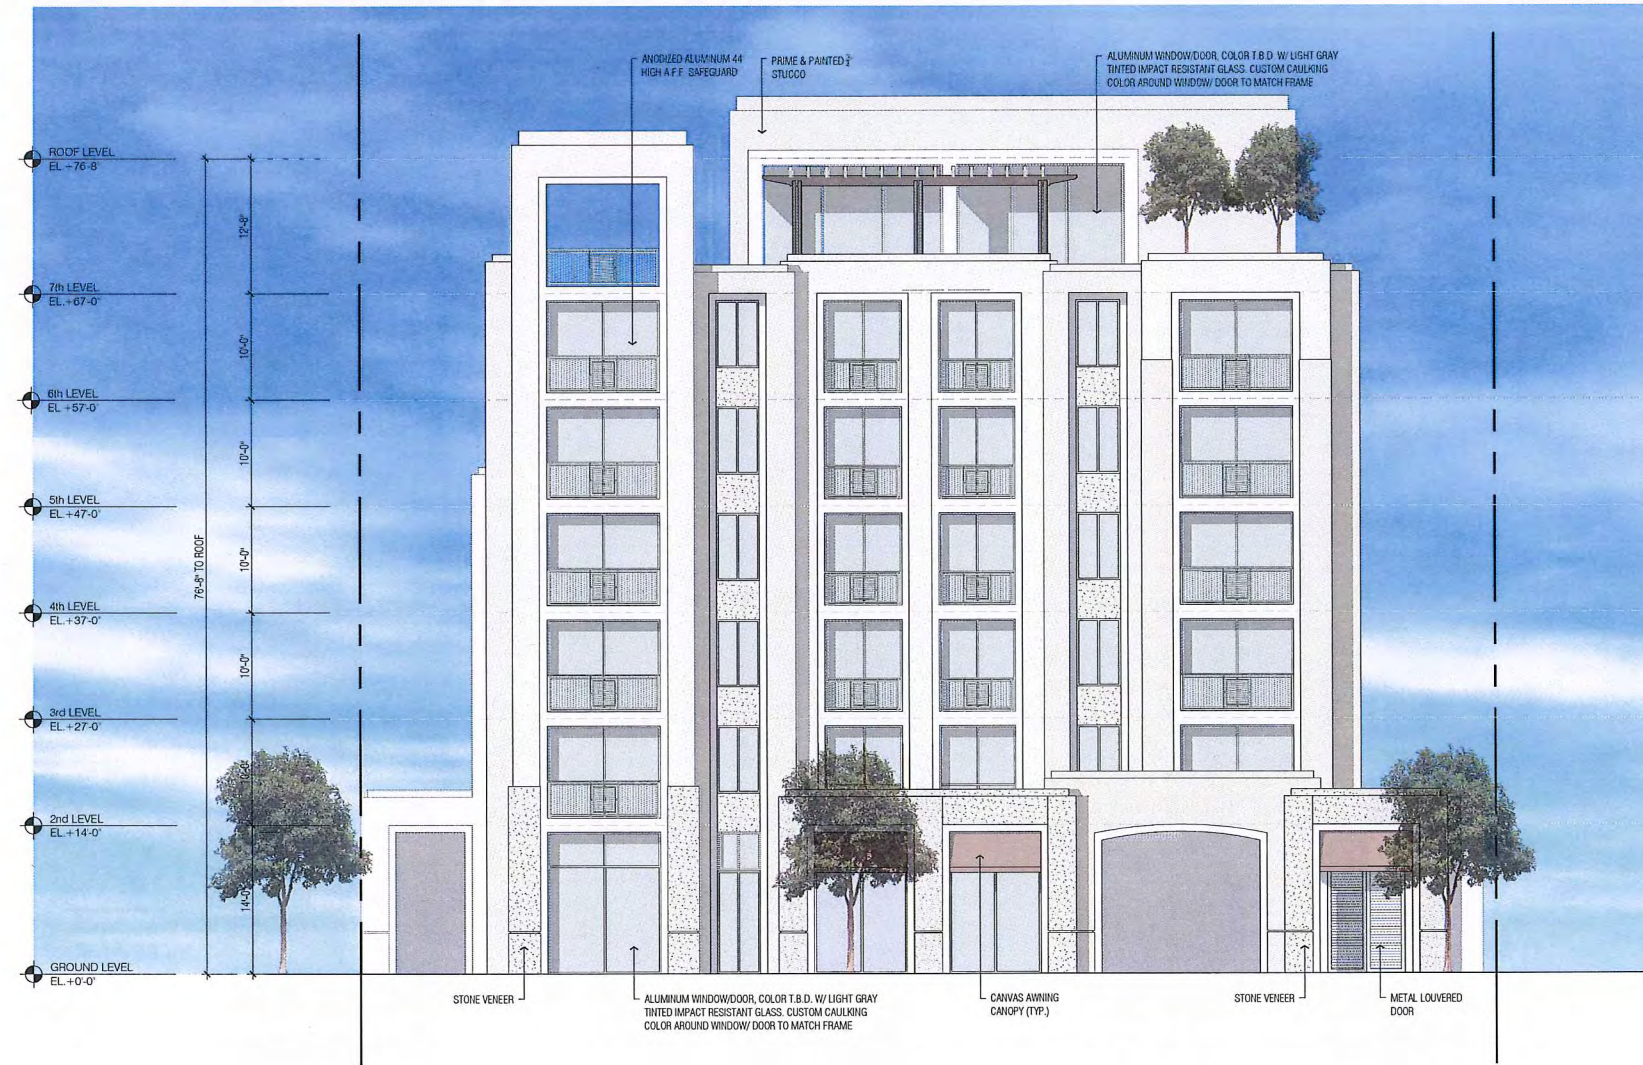 ANODIZED ALUMINUM 44"
HIGH A.F.F. SAFEGUARD
PRIME & PAINTED
STUCCO
ALUMINUM WINDOW/DOOR, COLOR T.B.D. W/ LIGHT GRAY
TINTED IMPACT RESISTANT GLASS. CUSTOM CAULKING
COLOR AROUND WINDOW/ DOOR TO MATCH FRAME
ROOF LEVEL
EL.+76-8"
12'-8"
7th LEVEL
EL.+67-0"
10'-0"
6th LEVEL
EL.+57-0"
10'-0"
5th LEVEL
EL.+47-0"
76'-8" TO ROOF
10'-0"
4th LEVEL
EL.+37-0"
10'-0"
3rd LEVEL
EL.+27-0"
10'-0"
2nd LEVEL
EL.+14-0"
14'-0"
GROUND LEVEL
EL.+0'-0"
STONE VENEER
ALUMINUM WINDOW/DOOR, COLOR T.B.D. W/ LIGHT GRAY
TINTED IMPACT RESISTANT GLASS. CUSTOM CAULKING
COLOR AROUND WINDOW/ DOOR TO MATCH FRAME
CANVAS AWNING
CANOPY (TYP.)
STONE VENEER
METAL LOUVERED
DOOR